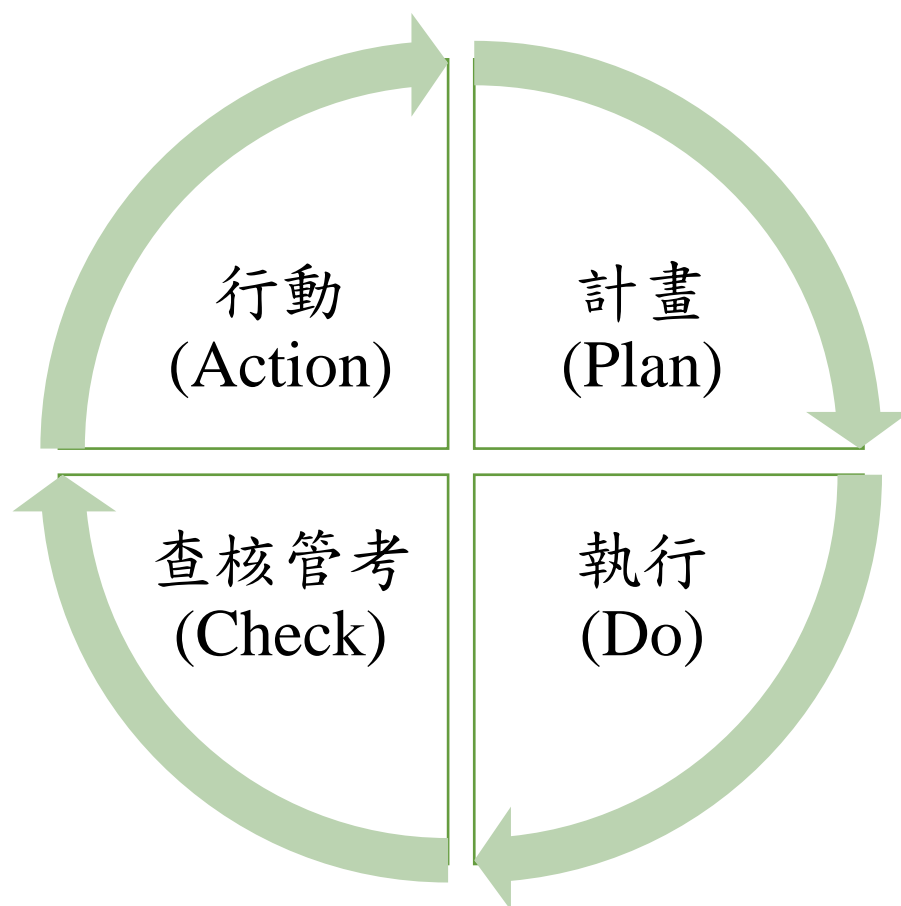 行動
(Action)
計畫
(Plan)
查核管考
(Check)
執行
(Do)